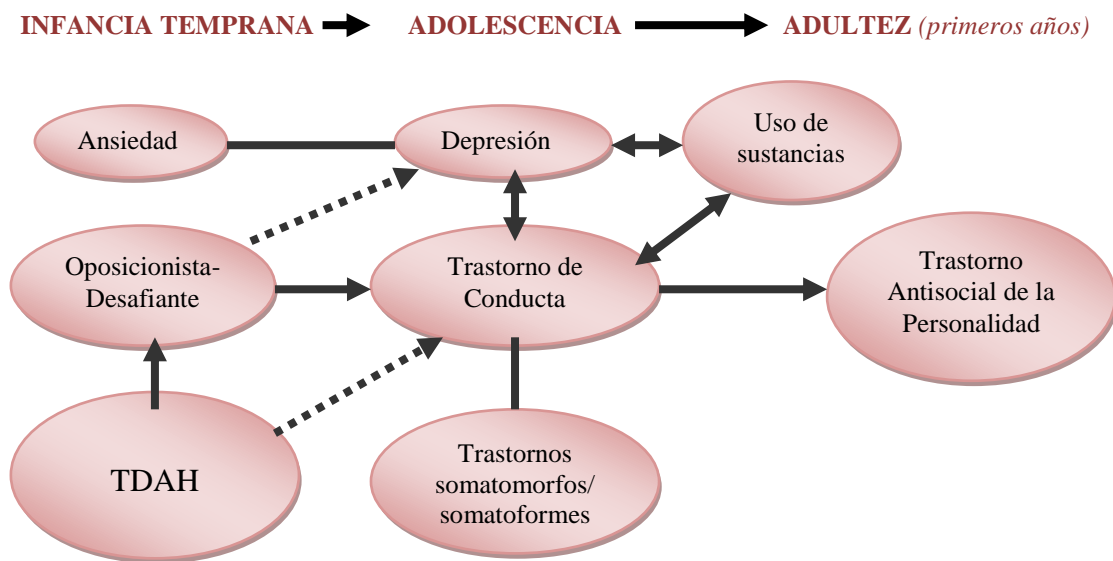 INFANCIA TEMPRANA ADOLESCENCIA ADULTEZ (primeros años)
Ansiedad
Depresión
Uso de
sustancias
Oposicionista-
Desafiante
Trastorno de
Conducta
Trastorno
Antisocial de la
Personalidad
TDAH
Trastornos
somatomorfos/
somatoformes